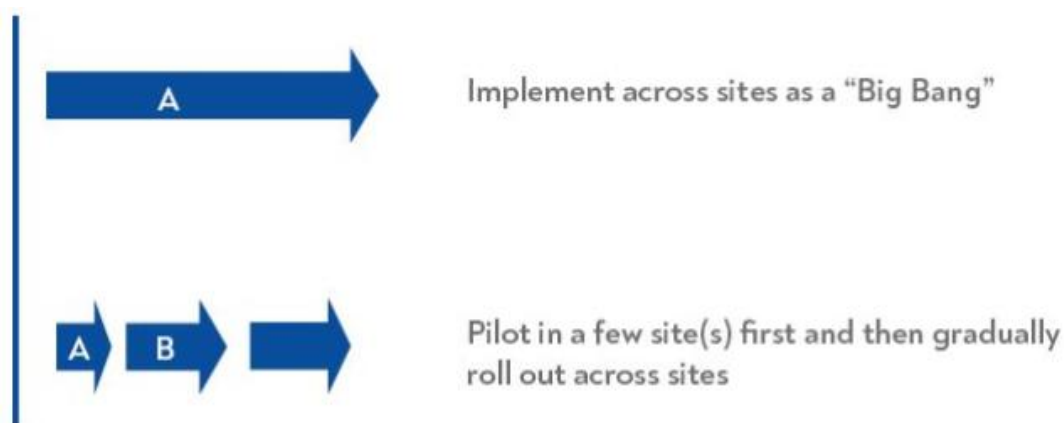 A
Implement across sites as a “Big Bang”
A
B
Pilot in a few site(s) first and then gradually
roll out across sites